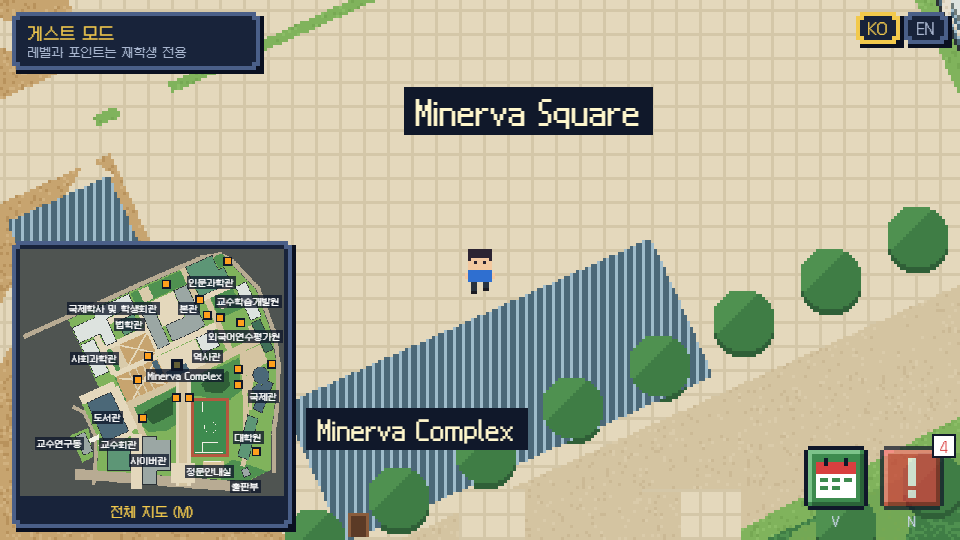 게스트 모드
레벨과 포인트는 재학생 전용
KO
EN
Minerva Square
인문과학관
국제학사 및 학생회관
본관
교수학습개발원
법학관
외국어연수평가원
사회과학관
역사관
Minerva Complex
국제관
도서관
교수연구동
교수회관
대학원
사이버관
정문안내실
출판부
전체 지도 (M)
Minerva Complex
4
V
N